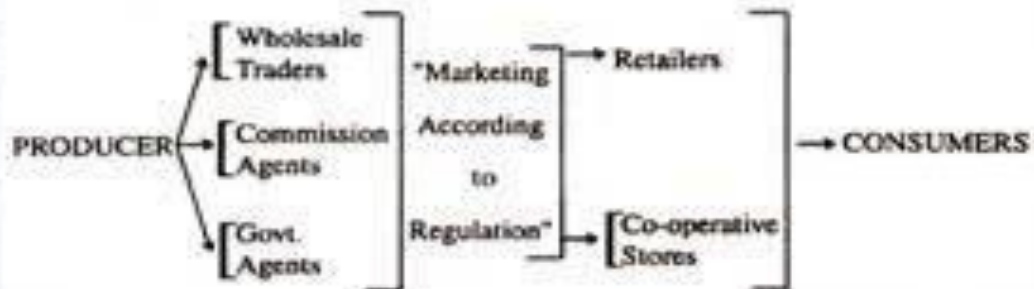 PRODUCER
Wholesale
Traders
Commission
Agents
Govt.
Agents
"Marketing
According
to
Regulation"
Retailers
Co-operative
Stores
CONSUMERS